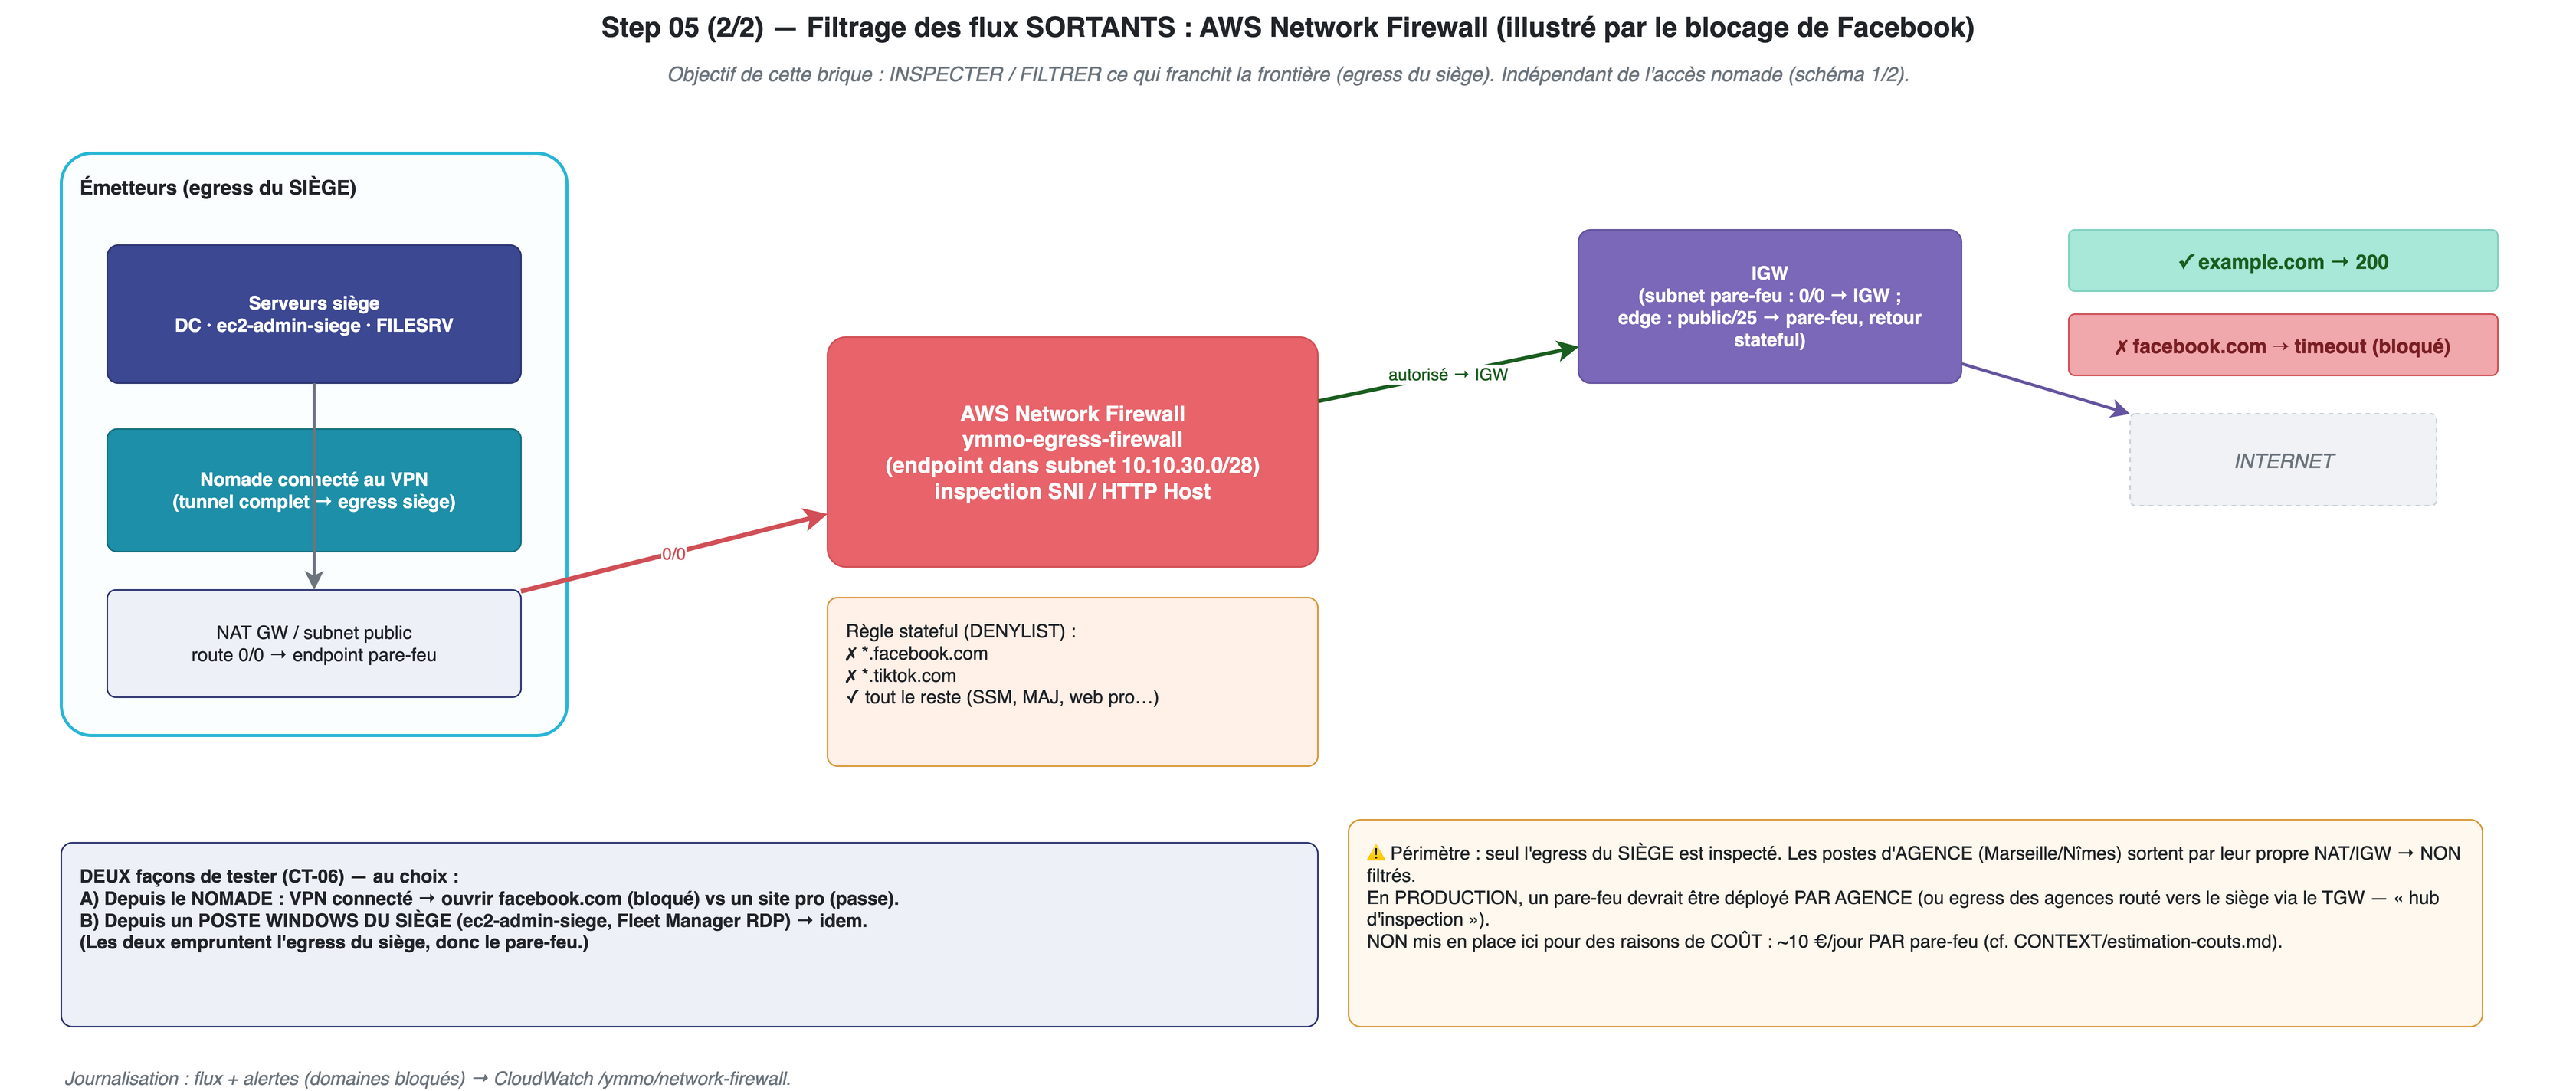 Step 05 (2/2) — Filtrage des flux SORTANTS : AWS Network Firewall (illustré par le blocage de Facebook)
Objectif de cette brique : INSPECTER / FILTRER ce qui franchit la frontière (egress du siège). Indépendant de l'accès nomade (schéma 1/2).
Émetteurs (egress du SIÈGE)
Serveurs siège
DC · ec2-admin-siege · FILESRV
Nomade connecté au VPN
(tunnel complet → egress siège)
NAT GW / subnet public
route 0/0 → endpoint pare-feu
0/0
AWS Network Firewall
ymmo-egress-firewall
(endpoint dans subnet 10.10.30.0/28)
inspection SNI / HTTP Host
Règle stateful (DENYLIST) :
✗ *.facebook.com
✗ *.tiktok.com
✓ tout le reste (SSM, MAJ, web pro…)
autorisé → IGW
IGW
(subnet pare-feu : 0/0 → IGW ;
edge : public/25 → pare-feu, retour
stateful)
✓ example.com → 200
✗ facebook.com → timeout (bloqué)
INTERNET
DEUX façons de tester (CT-06) — au choix :
A) Depuis le NOMADE : VPN connecté → ouvrir facebook.com (bloqué) vs un site pro (passe).
B) Depuis un POSTE WINDOWS DU SIÈGE (ec2-admin-siege, Fleet Manager RDP) → idem.
(Les deux empruntent l'egress du siège, donc le pare-feu.)
⚠️ Périmètre : seul l'egress du SIÈGE est inspecté. Les postes d'AGENCE (Marseille/Nîmes) sortent par leur propre NAT/IGW → NON
filtrés.
En PRODUCTION, un pare-feu devrait être déployé PAR AGENCE (ou egress des agences routé vers le siège via le TGW — « hub
d'inspection »).
NON mis en place ici pour des raisons de COÛT : ~10 €/jour PAR pare-feu (cf. CONTEXT/estimation-couts.md).
Journalisation : flux + alertes (domaines bloqués) → CloudWatch /ymmo/network-firewall.